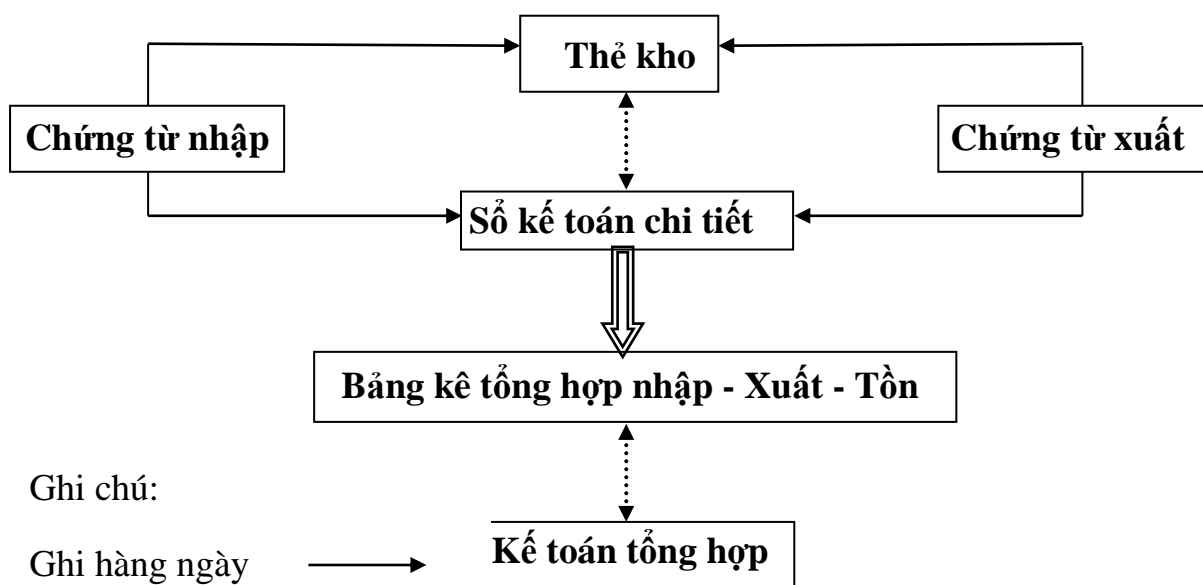 Thẻ kho
Chứng từ nhập
Chứng từ xuất
Sổ kế toán chi tiết
Bảng kê tổng hợp nhập - Xuất - Tồn
Ghi chú:
Kế toán tổng hợp
Ghi hàng ngày